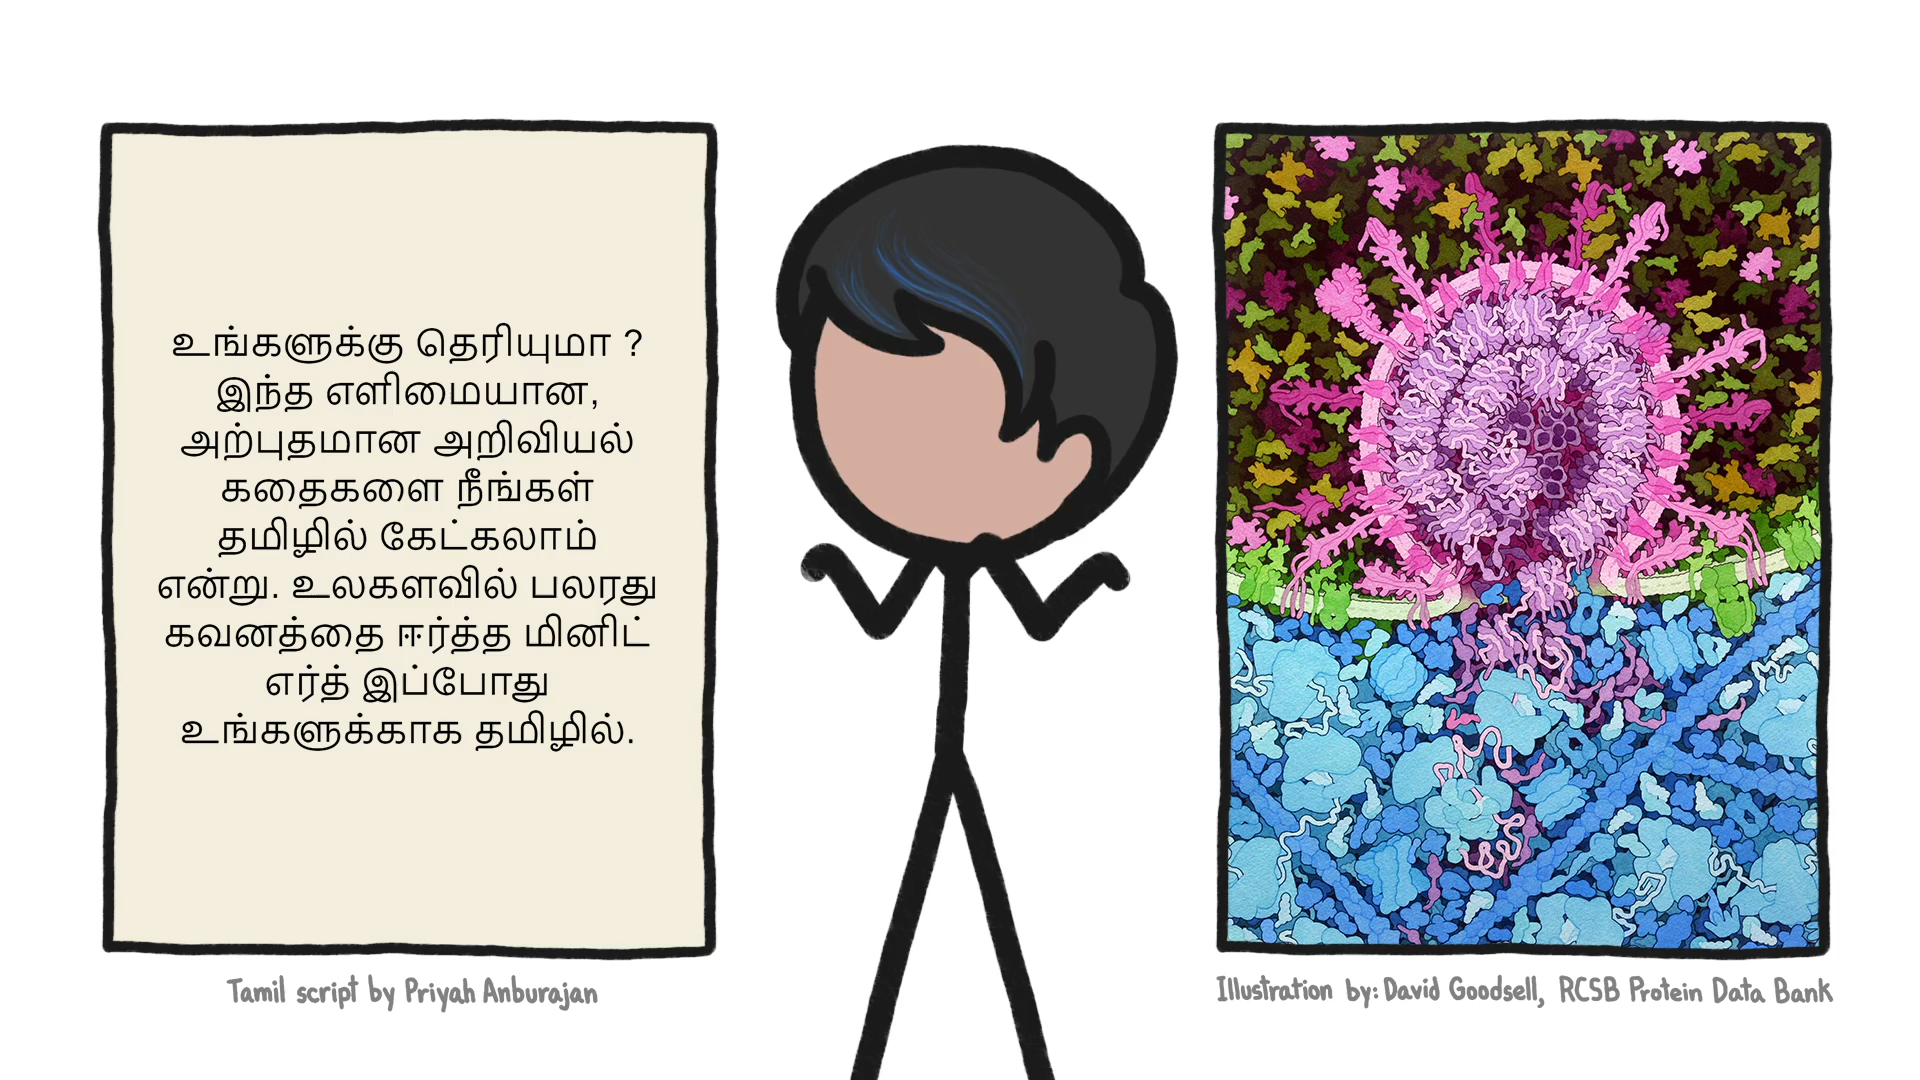 உங்களுக்கு தெரியுமா ?
இந்த எளிமையான,
அற்புதமான அறிவியல்
கதைகளை நீங்கள்
தமிழில் கேட்கலாம்
என்று. உலகளவில் பலரது
கவனத்தை ஈர்த்த மினிட்
எர்த் இப்போது
உங்களுக்காக தமிழில்.
Tamil script by Priyah Anburajan
Illustration by: David Goodsell, RCSB Protein Data Bank